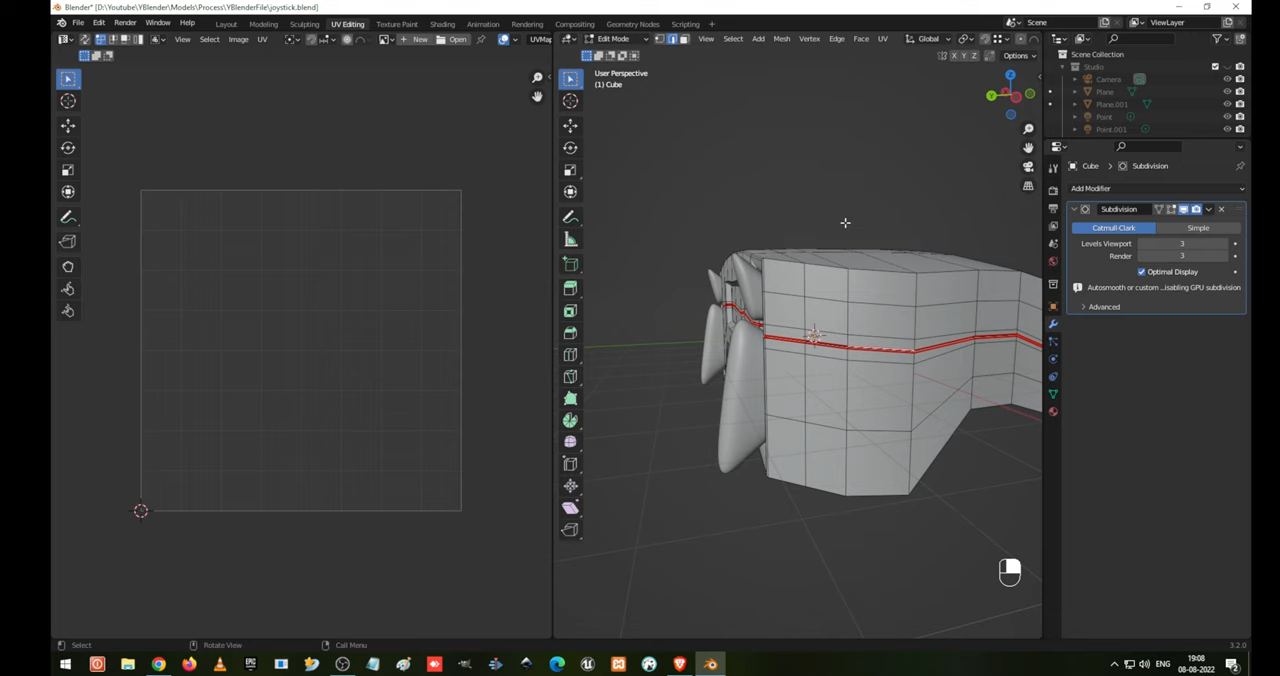 Blender* [D:\Youtube\YBlender\Models\Process\YBlenderFile\joystick.blend]
File Edit Render Window Help Layout Modeling Sculpting UV Editing Texture Paint Shading Animation Rendering Compositing Geometry Nodes Scripting Scene ViewLayer
View Select Image UV New Open UVMap Edit Mode View Select Add Mesh Vertex Edge Face UV Global
X Y Z Options
Scene Collection
Studio
Camera
Plane
Plane.001
Point
Point.001
User Perspective
(1) Cube
Cube > Subdivision
Add Modifier
Subdivision
Catmull-Clark Simple
Levels Viewport 3
Render 3
Optimal Display
Autosmooth or custom ..isabling GPU subdivision
Advanced
Select Rotate View Call Menu 3.2.0
ENG
19:08
08-08-2022